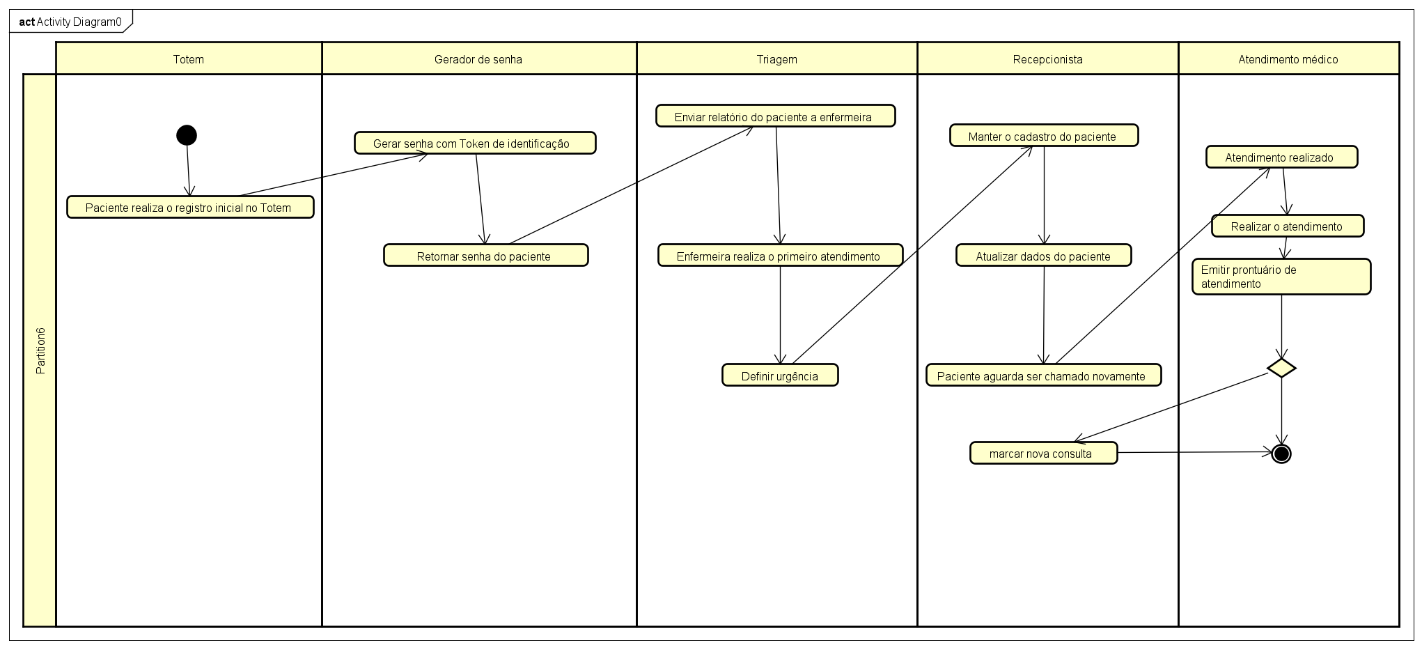 act Activity Diagram0
Totem
Gerador de senha
Triagem
Recepcionista
Atendimento médico
Partition6
Paciente realiza o registro inicial no Totem
Gerar senha com Token de identificação
Retornar senha do paciente
Enviar relatório do paciente a enfermeira
Enfermeira realiza o primeiro atendimento
Definir urgência
Manter o cadastro do paciente
Atualizar dados do paciente
Paciente aguarda ser chamado novamente
marcar nova consulta
Atendimento realizado
Realizar o atendimento
Emitir prontuário de
atendimento